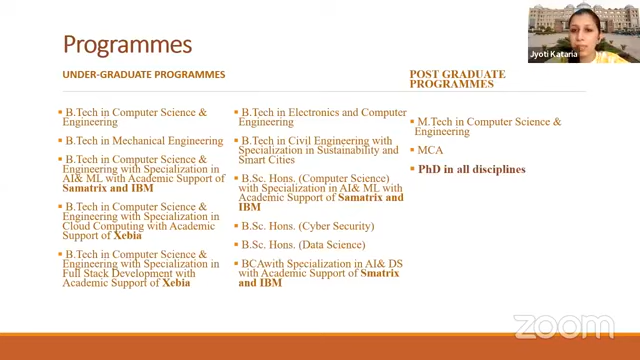 Programmes
UNDER-GRADUATE PROGRAMMES
B.Tech in Computer Science &
Engineering
B.Tech in Mechanical Engineering
B.Tech in Computer Science &
Engineering with Specialization in
AI& ML with Academic Support of
Samatrix and IBM
B.Tech in Computer Science &
Engineering with Specialization in
Cloud Computing with Academic
Support of Xebia
B.Tech in Computer Science &
Engineering with Specialization in
Full Stack Development with
Academic Support of Xebia
B.Tech in Electronics and Computer
Engineering
B.Tech in Civil Engineering with
Specialization in Sustainability and
Smart Cities
B.Sc. Hons. (Computer Science)
with Specialization in AI& ML with
Academic Support of Samatrix and
IBM
B.Sc. Hons. (Cyber Security)
B.Sc. Hons. (Data Science)
BCAwith Specialization in AI& DS
with Academic Support of Smatrix
and IBM
POST GRADUATE
PROGRAMMES
M.Tech in Computer Science &
Engineering
MCA
PhD in all disciplines
Jyoti Kataria
zoom